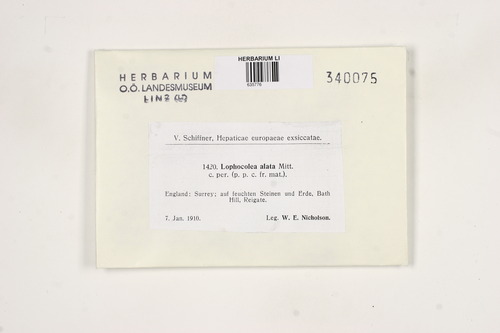 HERBARIUM
O.Ö. LANDESMUSEUM
LINZ
HERBARIUM LI
340075
V. Schiffner, Hepaticae europaeae exsiccatae.
1420. Lophocolea alata Mitt.
c. per. (p. p. c. fr. mat.).
England: Surrey; auf feuchten Steinen und Erde, Bath
Hill, Reigate.
7. Jan. 1910. Leg. W. E. Nicholson.